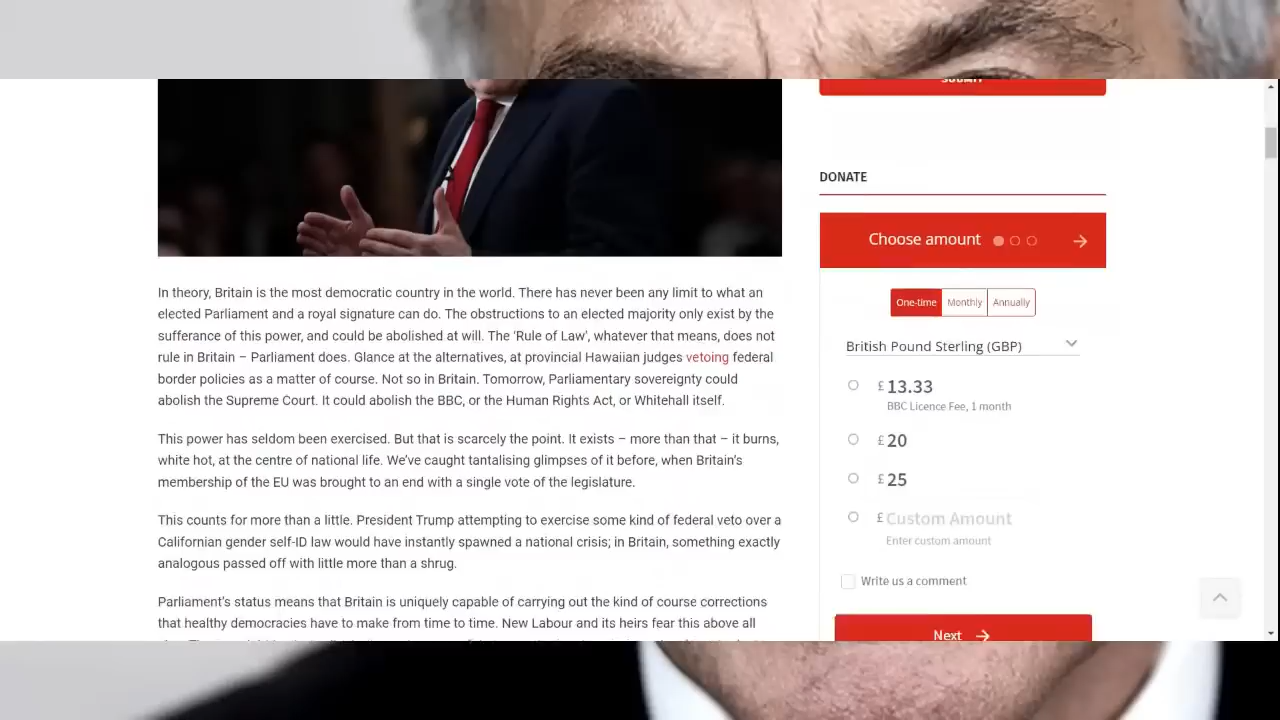 In theory, Britain is the most democratic country in the world. There has never been any limit to what an
elected Parliament and a royal signature can do. The obstructions to an elected majority only exist by the
sufferance of this power, and could be abolished at will. The 'Rule of Law', whatever that means, does not
rule in Britain – Parliament does. Glance at the alternatives, at provincial Hawaiian judges vetoing federal
border policies as a matter of course. Not so in Britain. Tomorrow, Parliamentary sovereignty could
abolish the Supreme Court. It could abolish the BBC, or the Human Rights Act, or Whitehall itself.
This power has seldom been exercised. But that is scarcely the point. It exists – more than that – it burns,
white hot, at the centre of national life. We've caught tantalising glimpses of it before, when Britain's
membership of the EU was brought to an end with a single vote of the legislature.
This counts for more than a little. President Trump attempting to exercise some kind of federal veto over a
Californian gender self-ID law would have instantly spawned a national crisis; in Britain, something exactly
analogous passed off with little more than a shrug.
Parliament's status means that Britain is uniquely capable of carrying out the kind of course corrections
that healthy democracies have to make from time to time. New Labour and its heirs fear this above all
SUBMIT
DONATE
Choose amount
One-time Monthly Annually
British Pound Sterling (GBP)
£ 13.33
BBC Licence Fee, 1 month
£ 20
£ 25
£ Custom Amount
Enter custom amount
Write us a comment
Next